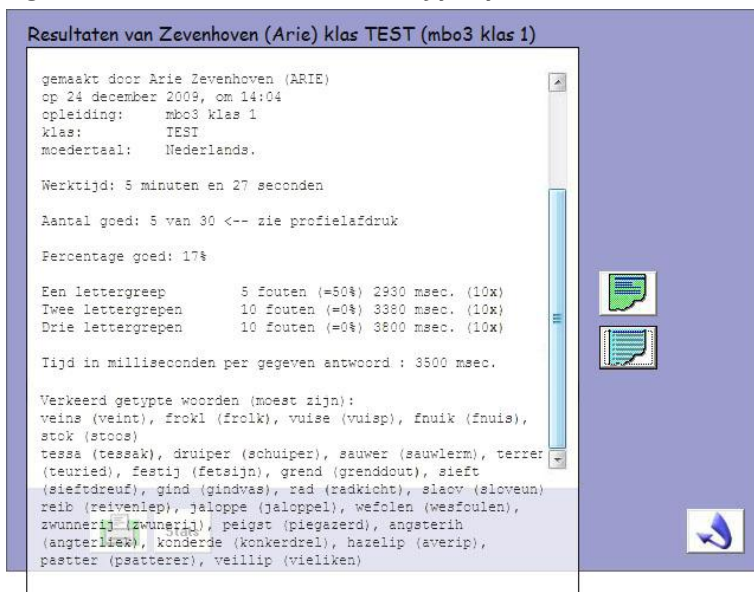 Resultaten van Zevenhoven (Arie) klas TEST (mbo3 klas 1)
gemaakt door Arie Zevenhoven (ARIE)
op 24 december 2009, om 14:04
opleiding: mbo3 klas 1
klas: TEST
moedertaal: Nederlands.
Werktijd: 5 minuten en 27 seconden
Aantal goed: 5 van 30 <-- zie profielafdruk
Percentage goed: 17%
Een lettergreep 5 fouten (=50%) 2930 msec. (10x)
Twee lettergrepen 10 fouten (=0%) 3380 msec. (10x)
Drie lettergrepen 10 fouten (=0%) 3800 msec. (10x)
Tijd in milliseconden per gegeven antwoord : 3500 msec.
Verkeerd getypte woorden (moest zijn):
veins (veint), frokl (frolk), vuise (vuisp), fnuik (fnuis),
stok (stoos)
tessa (tessak), druiper (schuiper), sauwer (sauwlerm), terrer
(teuried), festij (fetsijn), grend (grenddout), sieft
(sieftdreuf), gind (gindvas), rad (radkicht), slaov (sloveun)
reib (reivenlep), jaloppe (jaloppel), wefolen (wesfoulen),
zwunnerij (zwunerij), peigst (piegazerd), angsterih
(angterliek), konderde (konkerdrel), hazelip (averip),
pastter (psatterer), veillip (vieliken)
Stats